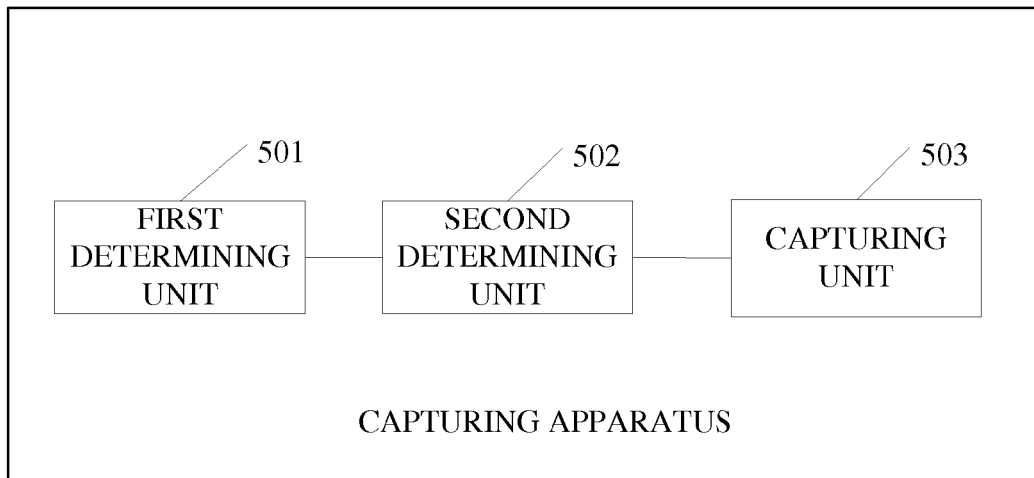 501
502
503
FIRST
DETERMINING
UNIT
SECOND
DETERMINING
UNIT
CAPTURING
UNIT
CAPTURING APPARATUS